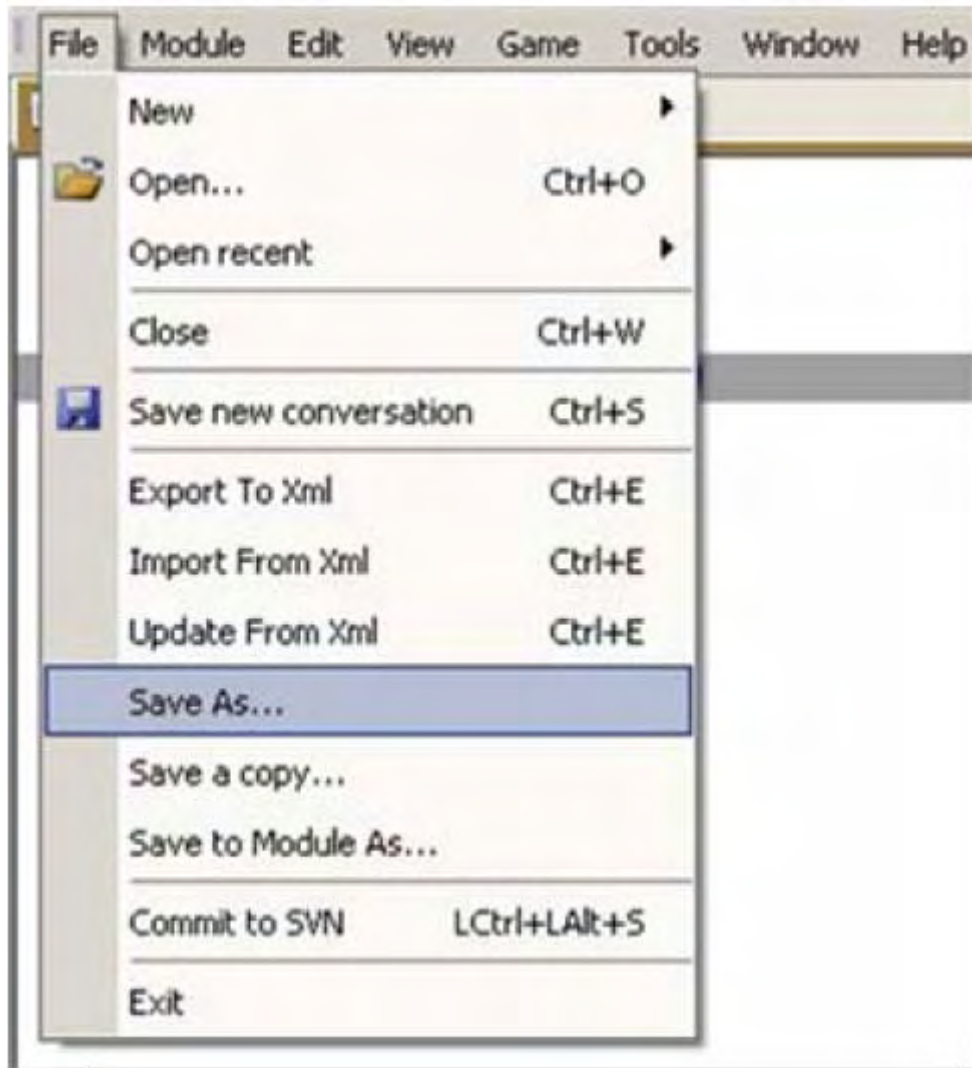 File Module Edit View Game Tools Window Help
New
Open... Ctrl+O
Open recent
Close Ctrl+W
Save new conversation Ctrl+S
Export To Xml Ctrl+E
Import From Xml Ctrl+E
Update From Xml Ctrl+E
Save As...
Save a copy...
Save to Module As...
Commit to SVN LCtrl+LAlt+S
Exit